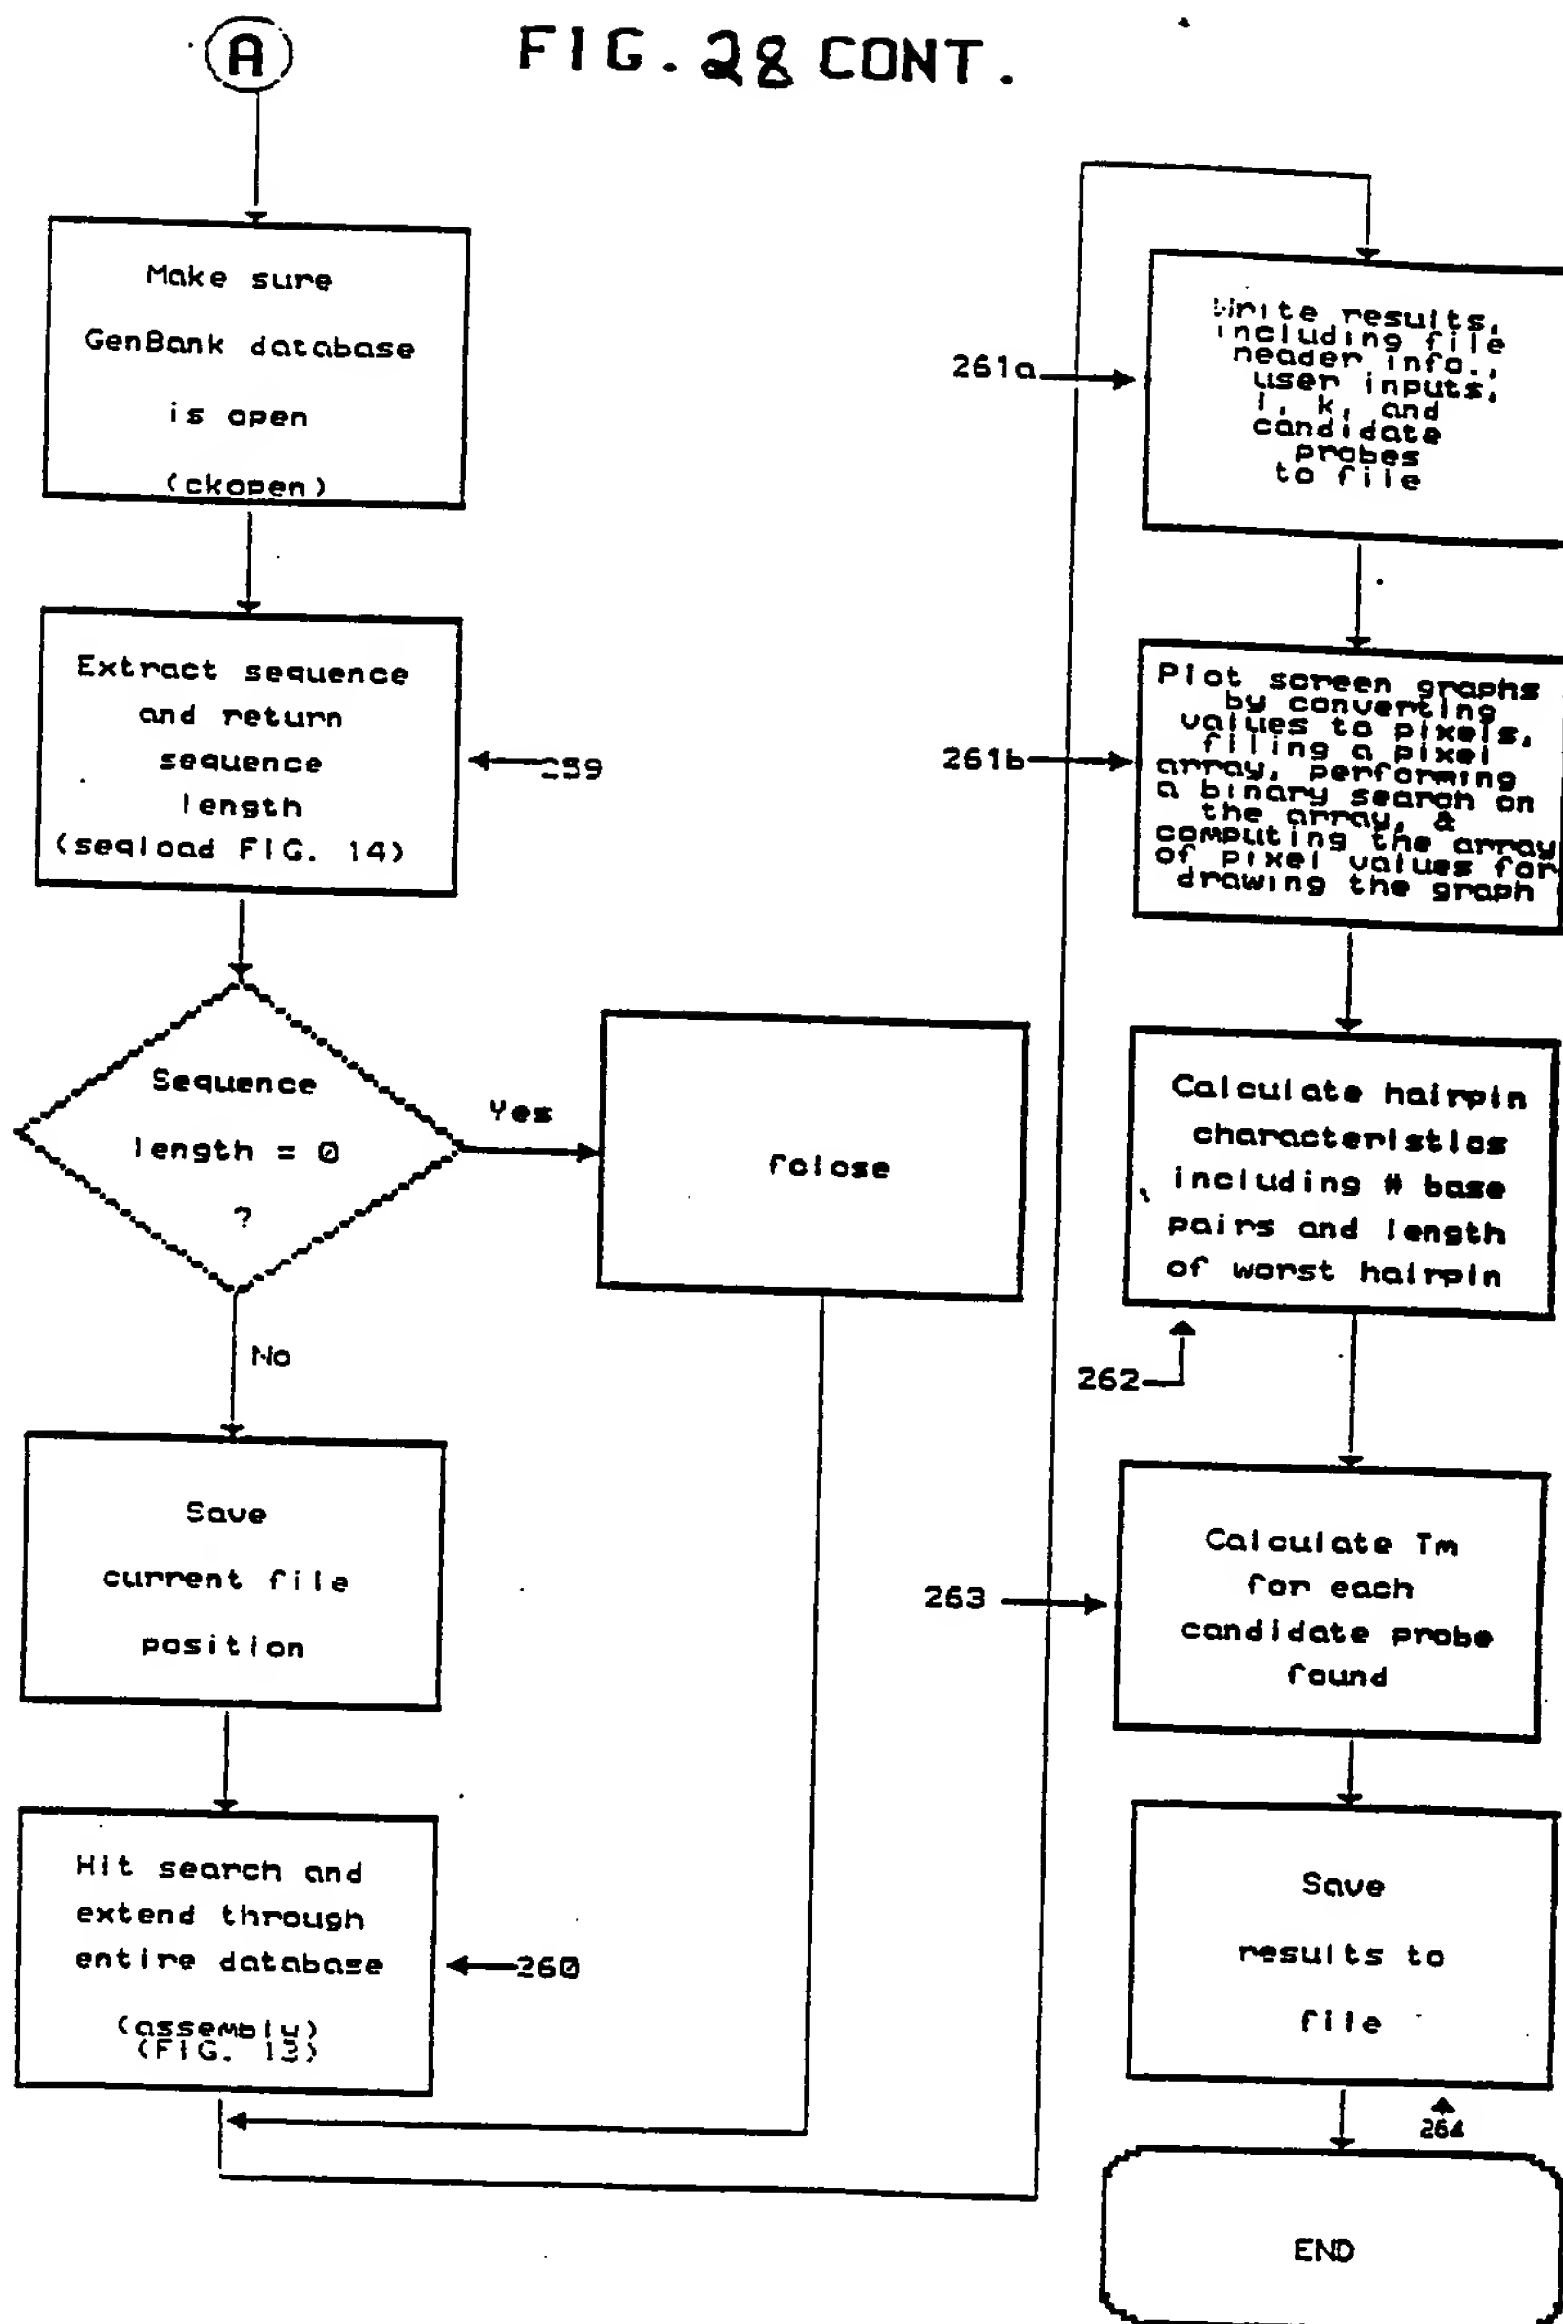 A
FIG. 28 CONT.
Make sure
GenBank database
is open
(ckopen)
Extract sequence
and return
sequence
length
(seqload FIG. 14)
259
Sequence
length = 0
?
Yes
fclose
No
Save
current file
position
Hit search and
extend through
entire database
(assembly)
(FIG. 13)
260
Write results,
including file
header info.,
user inputs,
l, k, and
candidate
probes
to file
261a
Plot screen graphs
by converting
values to pixels,
filing a pixel
array, performing
a binary search on
the array, &
computing the array
of pixel values for
drawing the graph
261b
Calculate hairpin
characteristics
including # base
pairs and length
of worst hairpin
262
Calculate Tm
for each
candidate probe
found
263
Save
results to
file
264
END